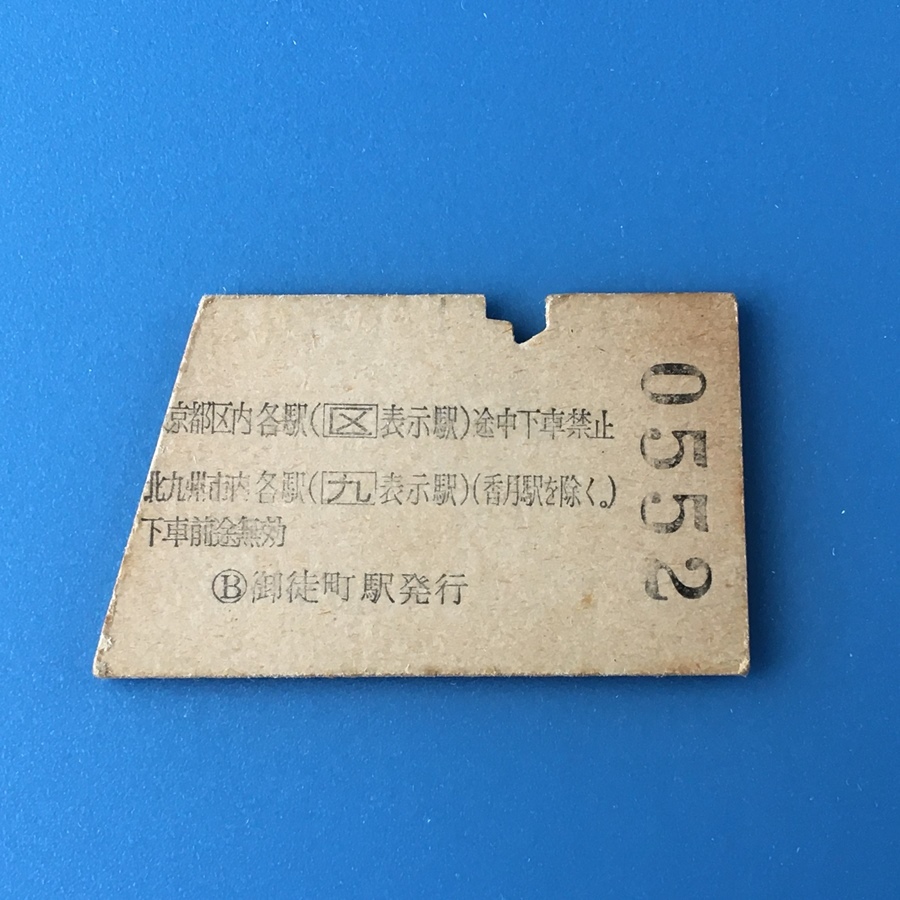 京都区内各駅(区表示駅)途中下車禁止
北九州市内各駅(九表示駅)(香月駅を除く。)
下車前途無効
Ⓑ御徒町駅発行
0552